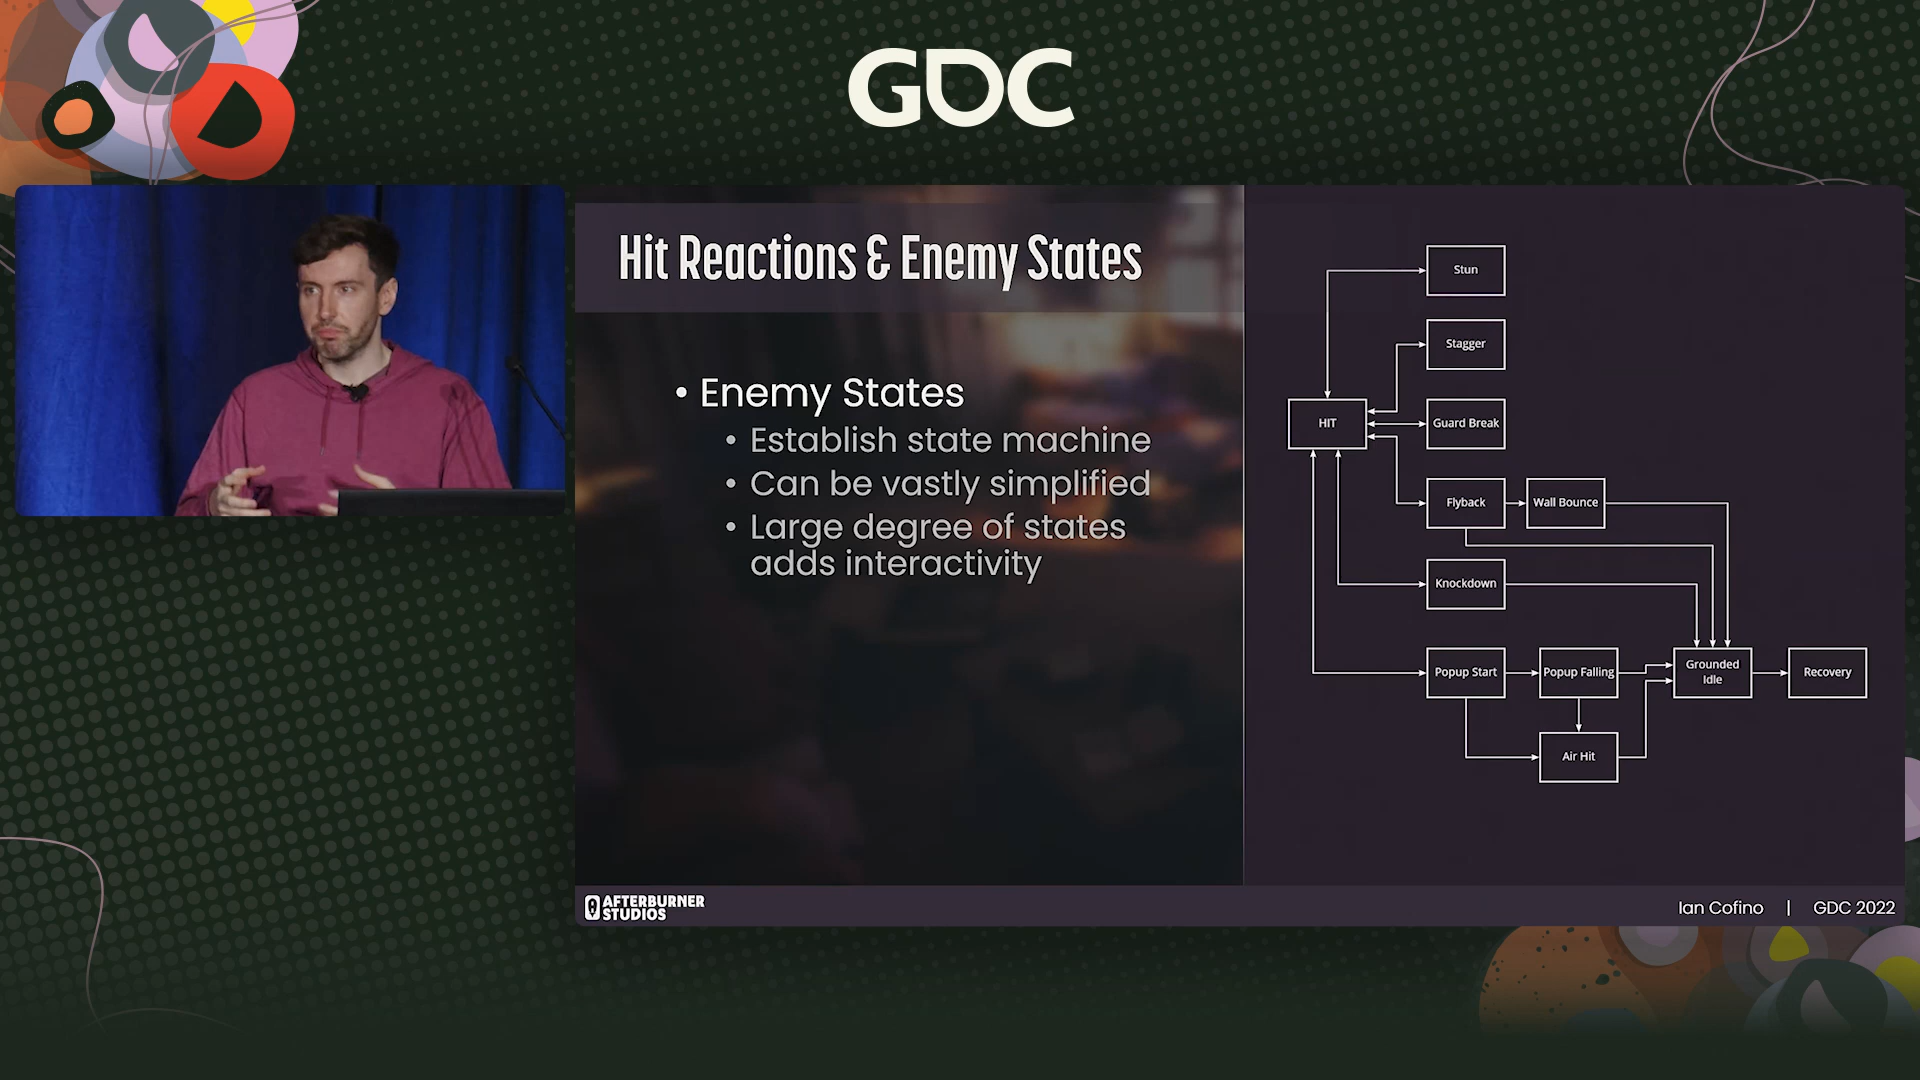 GDC
Hit Reactions & Enemy States
• Enemy States
• Establish state machine
• Can be vastly simplified
• Large degree of states
adds interactivity
Stun
Stagger
HIT
Guard Break
Flyback
Wall Bounce
Knockdown
Popup Start
Popup Falling
Grounded
Idle
Recovery
Air Hit
AFTERBURNER
STUDIOS
Ian Cofino | GDC 2022